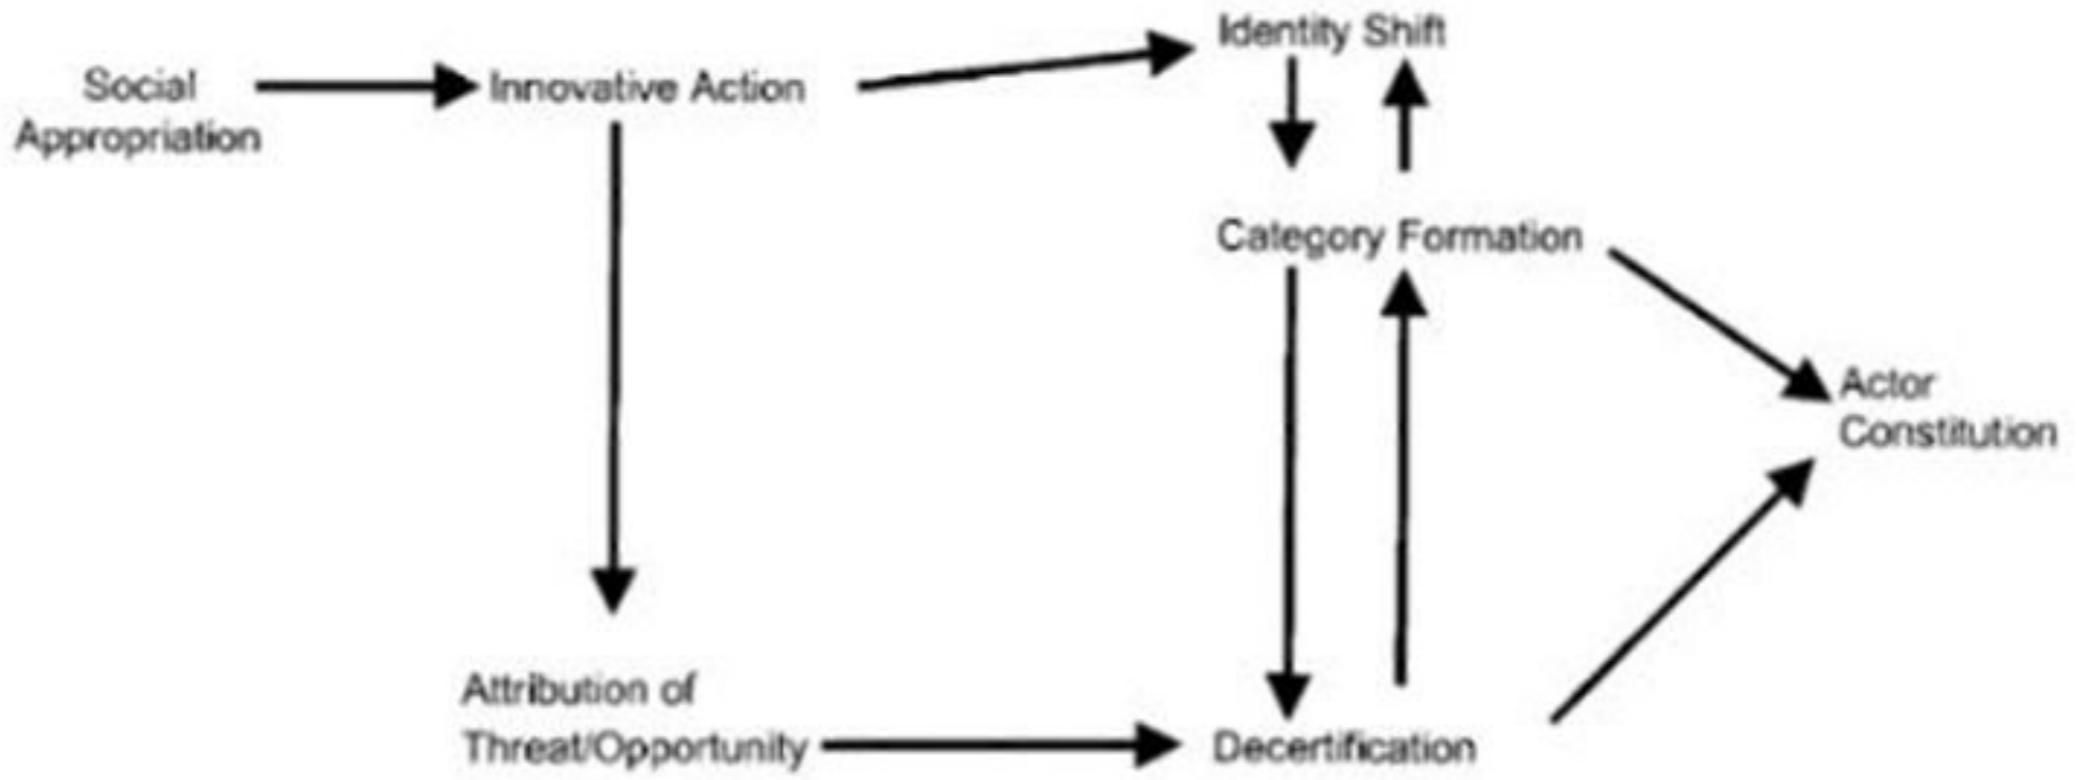 Identity Shift
Social
Appropriation
Innovative Action
Category Formation
Actor
Constitution
Attribution of
Threat/Opportunity
Decertification